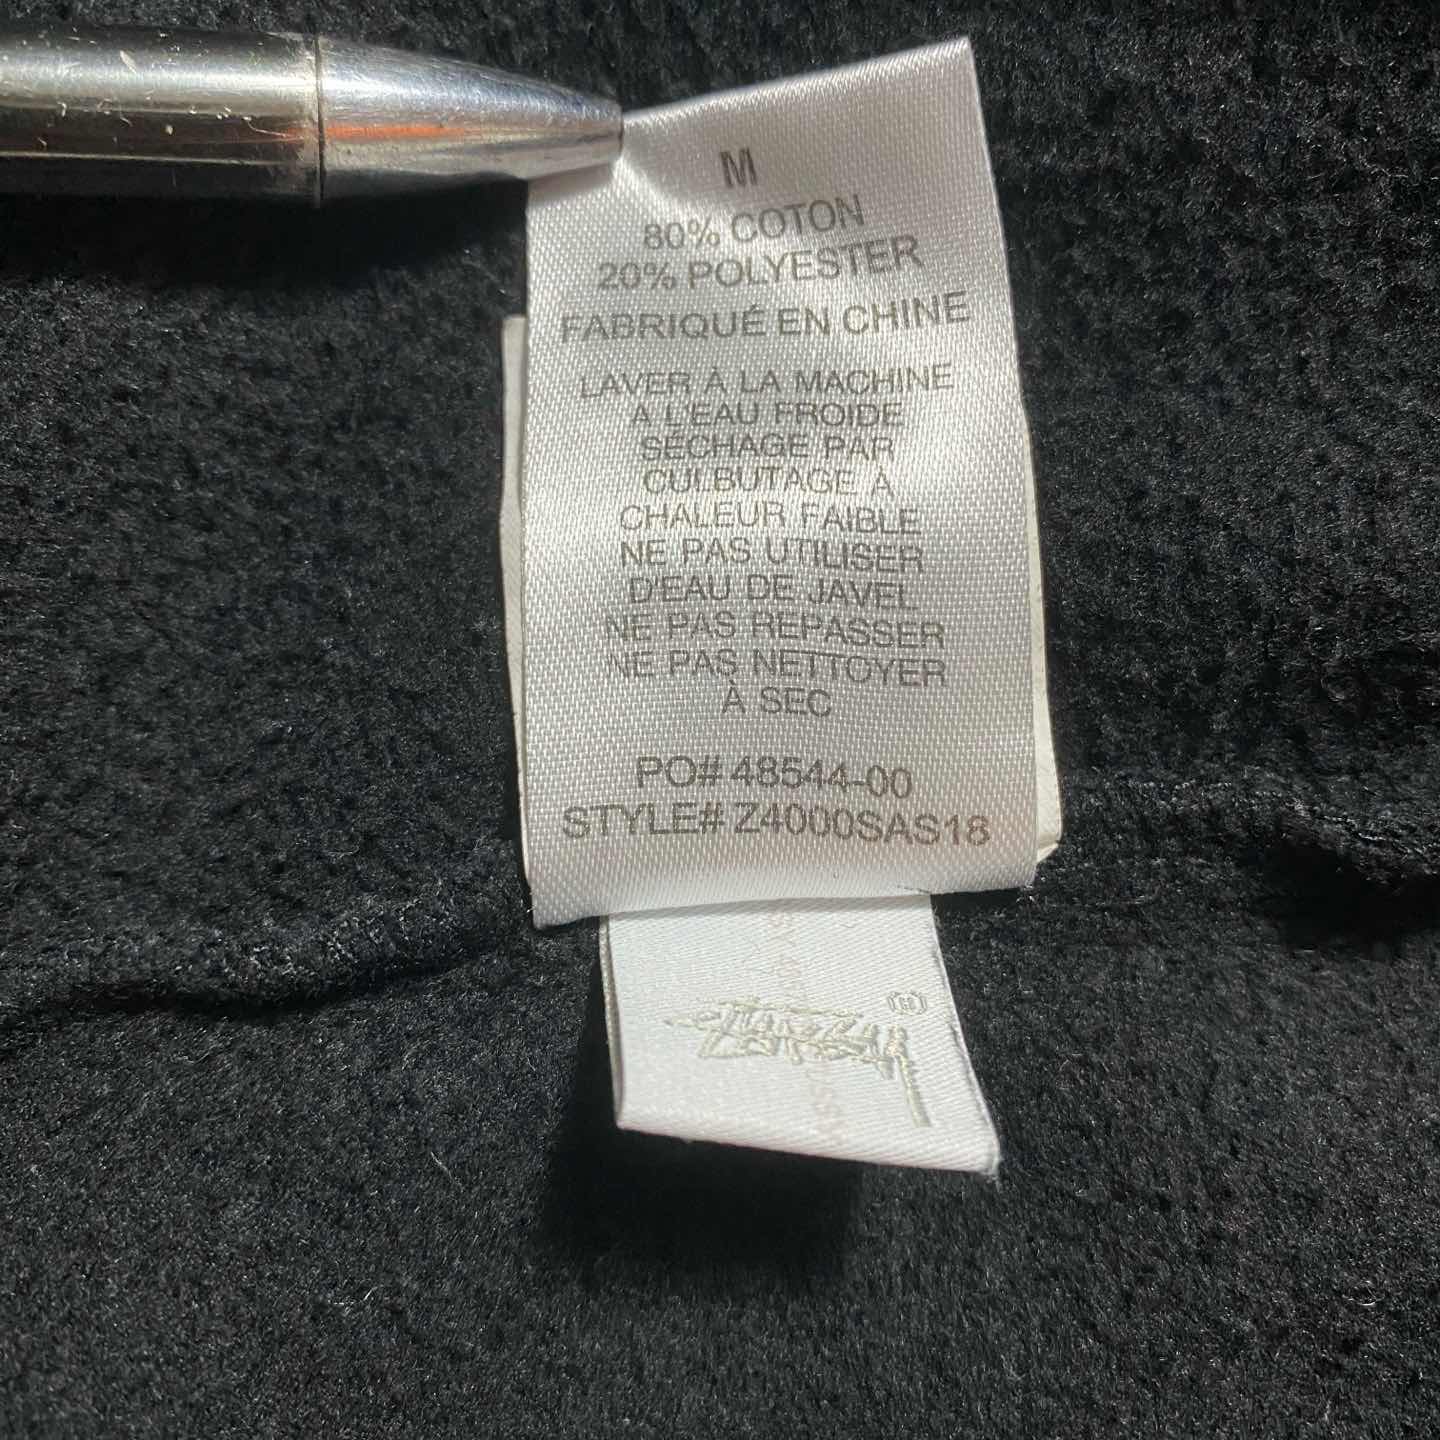 M
80% COTON
20% POLYESTER
FABRIQUÉ EN CHINE
LAVER À LA MACHINE
A L'EAU FROIDE
SÉCHAGE PAR
CULBUTAGE À
CHALEUR FAIBLE
NE PAS UTILISER
D'EAU DE JAVEL
NE PAS REPASSER
NE PAS NETTOYER
À SEC
PO# 48544-00
STYLE# Z4000SAS18
Stüssy